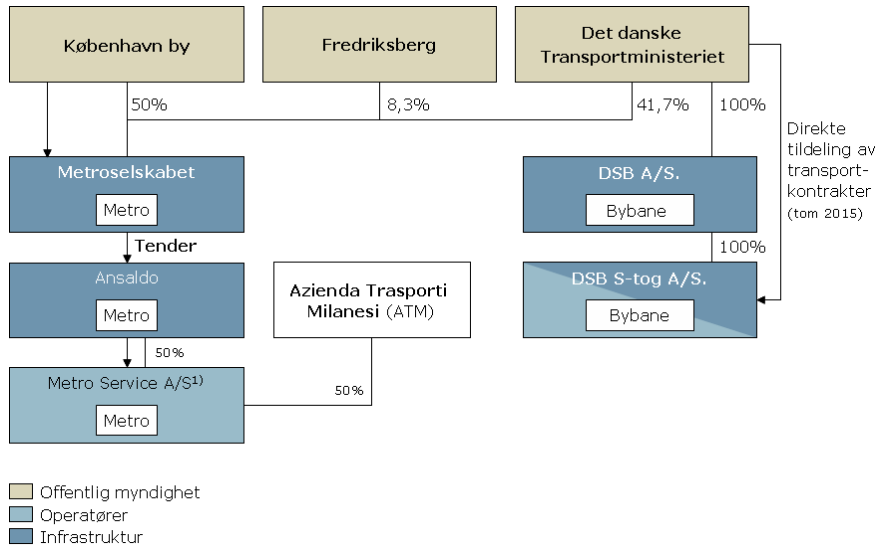 København by
Fredriksberg
Det danske
Transportministeriet
50%
8,3%
41,7%
100%
Direkte
tildeling av
transport-
kontrakter
(tom 2015)
Metroselskabet
Metro
DSB A/S.
Bybane
Tender
100%
Ansaldo
Metro
Azienda Trasporti
Milanesi (ATM)
DSB S-tog A/S.
Bybane
50%
Metro Service A/S1)
Metro
50%
Offentlig myndighet
Operatører
Infrastruktur